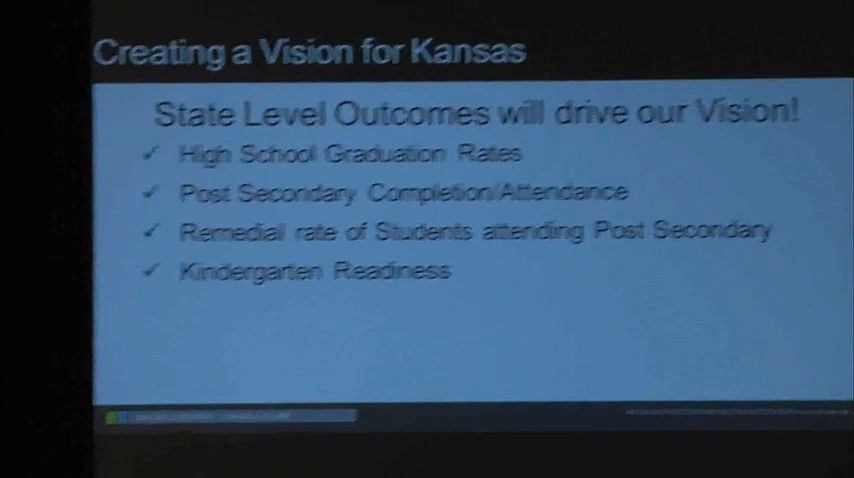 Creating a Vision for Kansas
State Level Outcomes will drive our Vision!
✓ High School Graduation Rates
✓ Post Secondary Completion/Attendance
✓ Remedial rate of Students attending Post Secondary
✓ Kindergarten Readiness